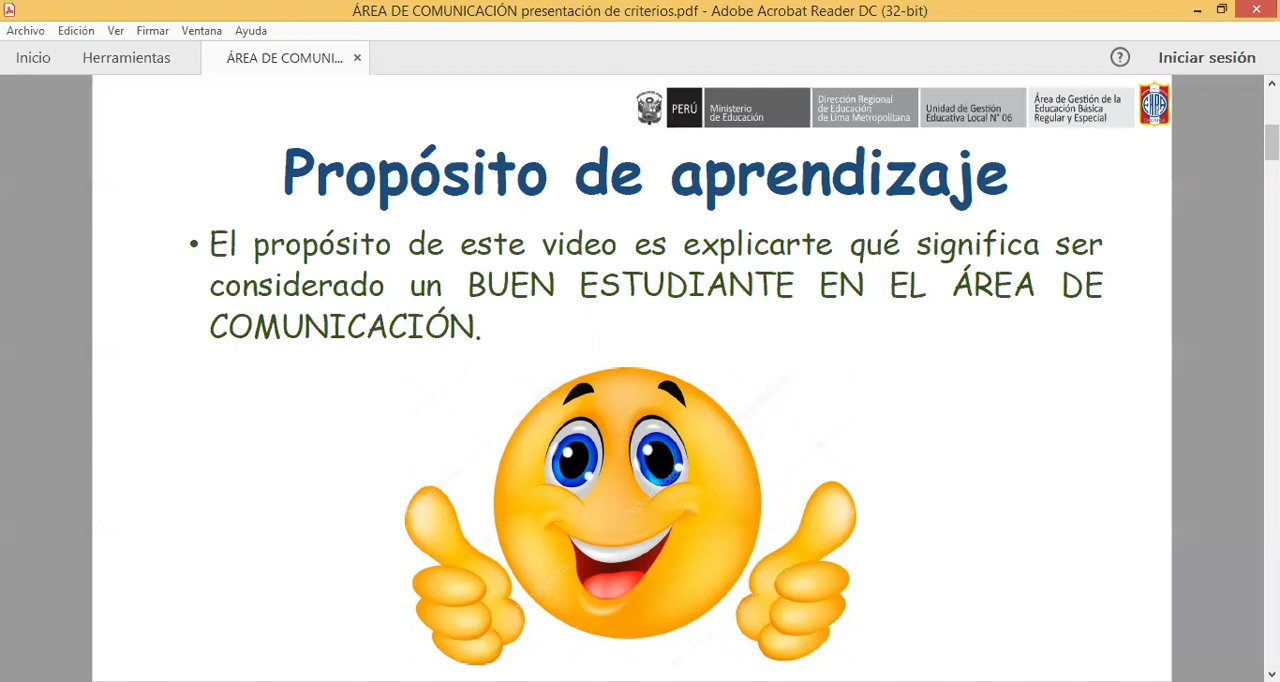 ÁREA DE COMUNICACIÓN presentación de criterios.pdf - Adobe Acrobat Reader DC (32-bit)
Archivo Edición Ver Firmar Ventana Ayuda
Inicio Herramientas ÁREA DE COMUNI... × ? Iniciar sesión
PERÚ
Ministerio
de Educación
Dirección Regional
de Educación
de Lima Metropolitana
Unidad de Gestión
Educativa Local N° 06
Área de Gestión de la
Educación Básica
Regular y Especial
Propósito de aprendizaje
• El propósito de este video es explicarte qué significa ser
considerado un BUEN ESTUDIANTE EN EL ÁREA DE
COMUNICACIÓN.